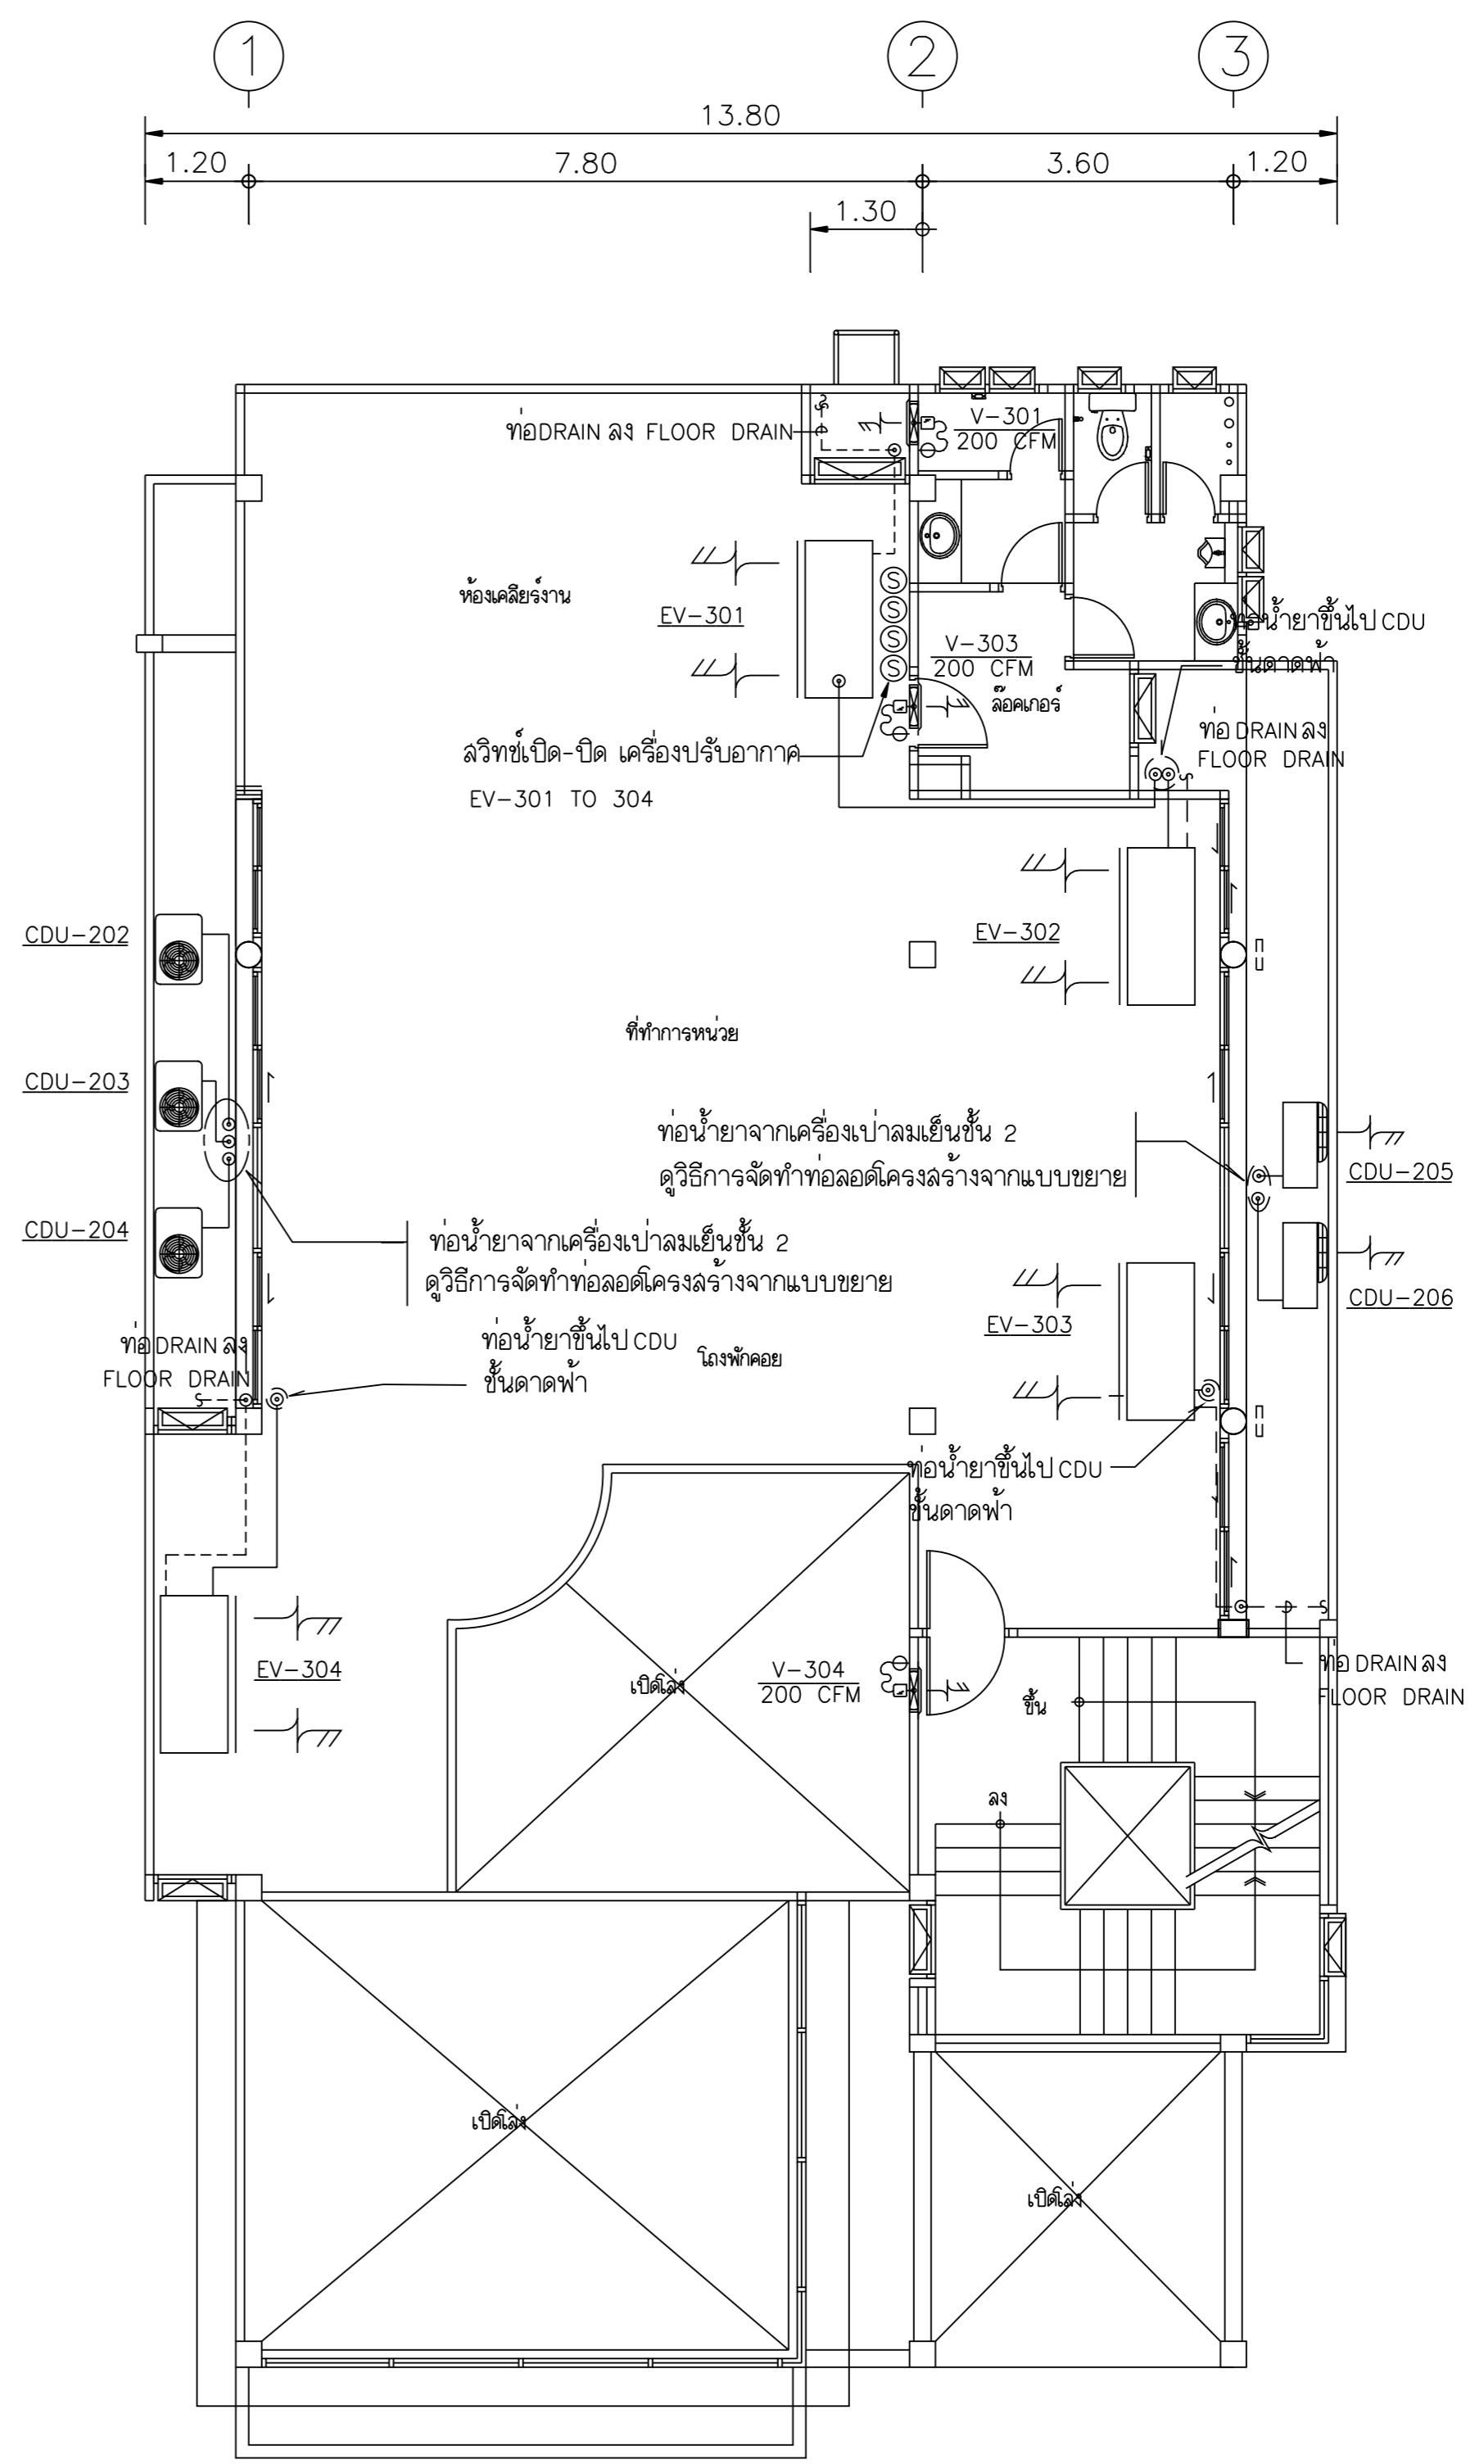 1
2
3
13.80
1.20
7.80
3.60
1.20
1.30
ท่อDRAIN ลง FLOOR DRAIN
V-301
200 CFM
ห้องเคลียร์งาน
EV-301
V-303
200 CFM
ล๊อคเกอร์
S
S
S
S
ท่อน้ำยาขึ้นไป CDU
ชั้นดาดฟ้า
ท่อ DRAIN ลง
FLOOR DRAIN
สวิทช์เปิด-ปิด เครื่องปรับอากาศ
EV-301 TO 304
CDU-202
EV-302
ที่ทำการหน่วย
CDU-203
ท่อน้ำยาจากเครื่องเป่าลมเย็นชั้น 2
ดูวิธีการจัดทำท่อลอดโครงสร้างจากแบบขยาย
CDU-205
CDU-204
ท่อน้ำยาจากเครื่องเป่าลมเย็นชั้น 2
ดูวิธีการจัดทำท่อลอดโครงสร้างจากแบบขยาย
EV-303
CDU-206
ท่อ DRAIN ลง
FLOOR DRAIN
ท่อน้ำยาขึ้นไป CDU
ชั้นดาดฟ้า
โถงพักคอย
ท่อน้ำยาขึ้นไป CDU
ชั้นดาดฟ้า
EV-304
เปิดโล่ง
V-304
200 CFM
ขึ้น
ท่อ DRAIN ลง
FLOOR DRAIN
ลง
เปิดโล่ง
เปิดโล่ง